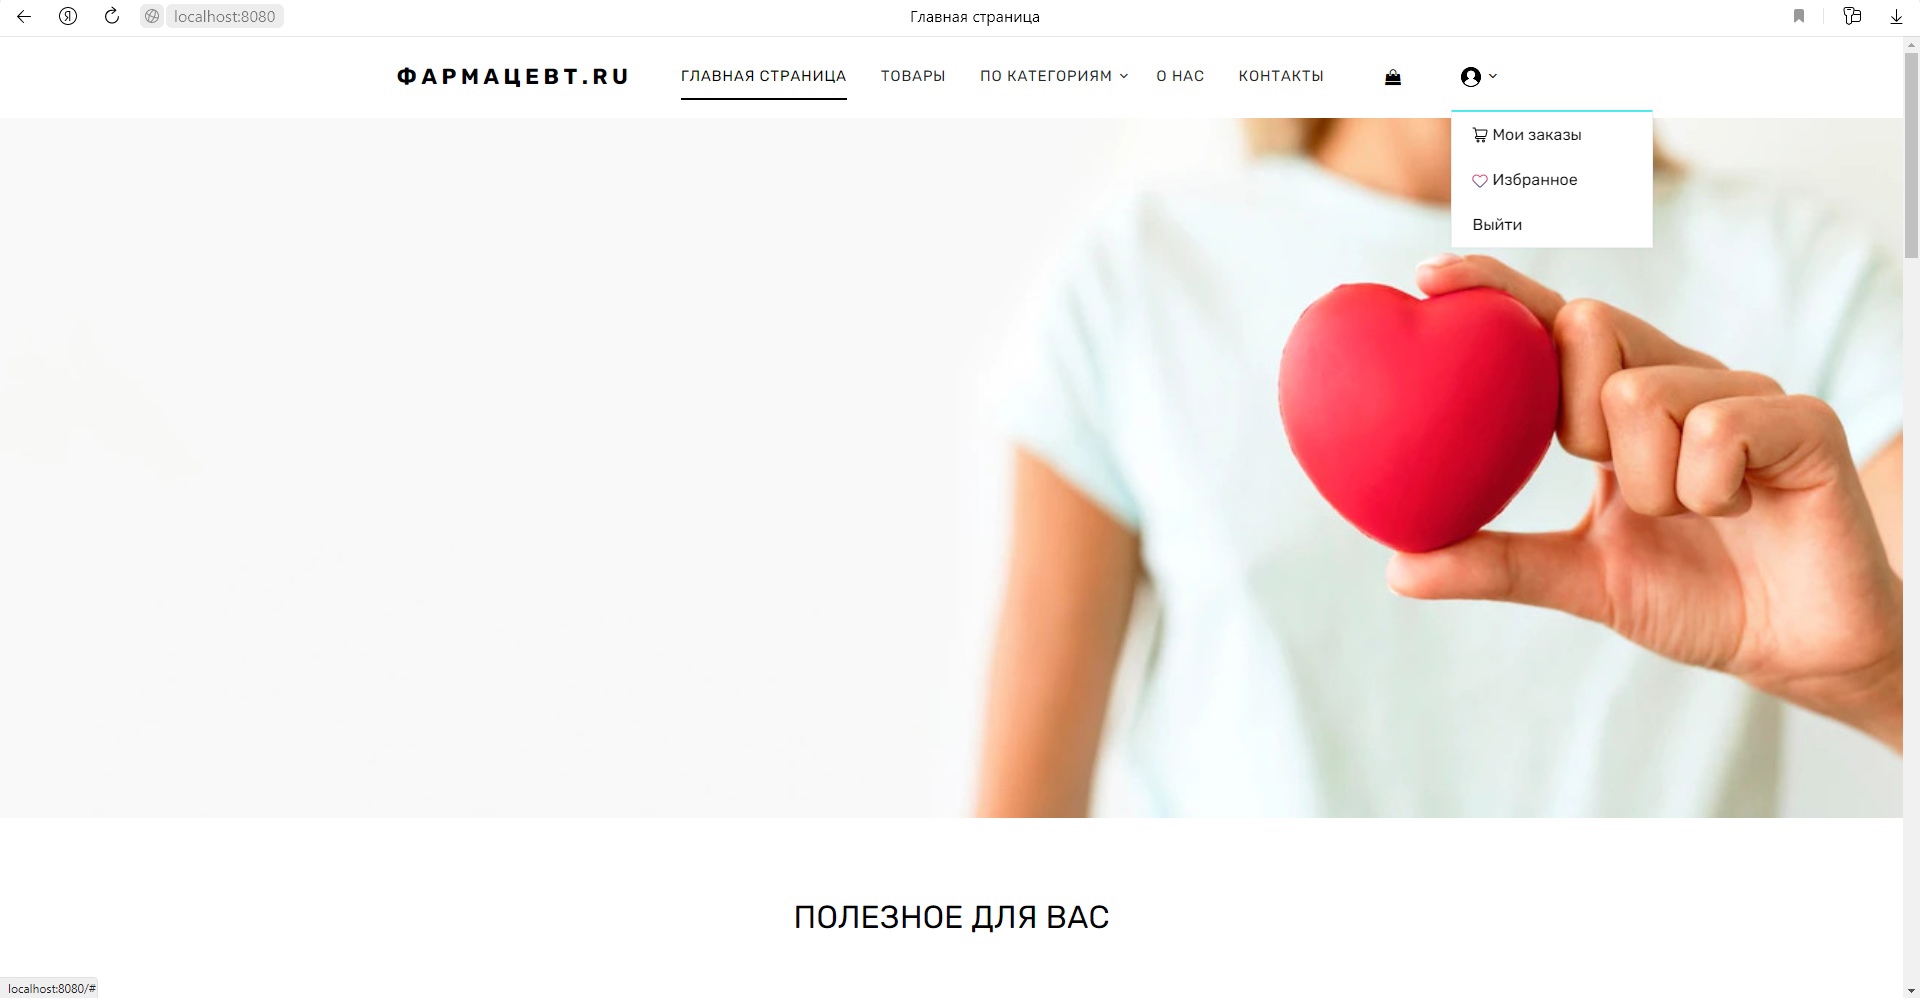 localhost:8080
Главная страница
ФАРМАЦЕВТ.RU
ГЛАВНАЯ СТРАНИЦА
ТОВАРЫ
ПО КАТЕГОРИЯМ
О НАС
КОНТАКТЫ
Мои заказы
Избранное
Выйти
ПОЛЕЗНОЕ ДЛЯ ВАС
localhost:8080/#